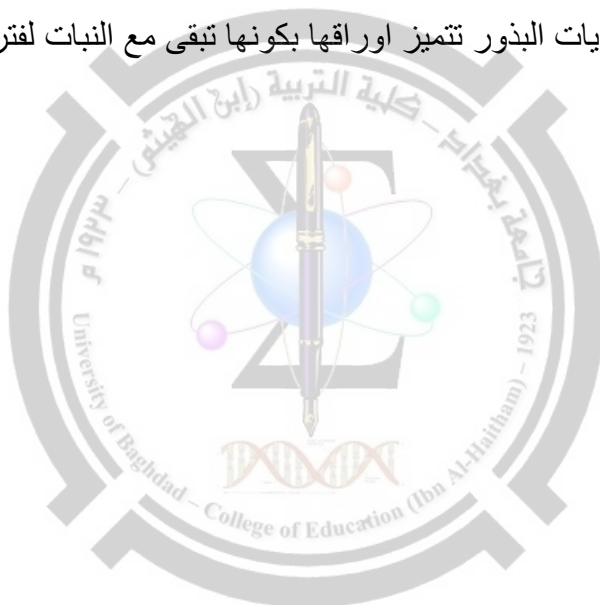 يات البذور تتميز اوراقها بكونها تبقى مع النبات لفتر
جامعة بغداد – كلية التربية (ابن الهيثم) – ١٩٢٣ م
University of Baghdad – College of Education (Ibn Al-Haitham) – 1923
Σ